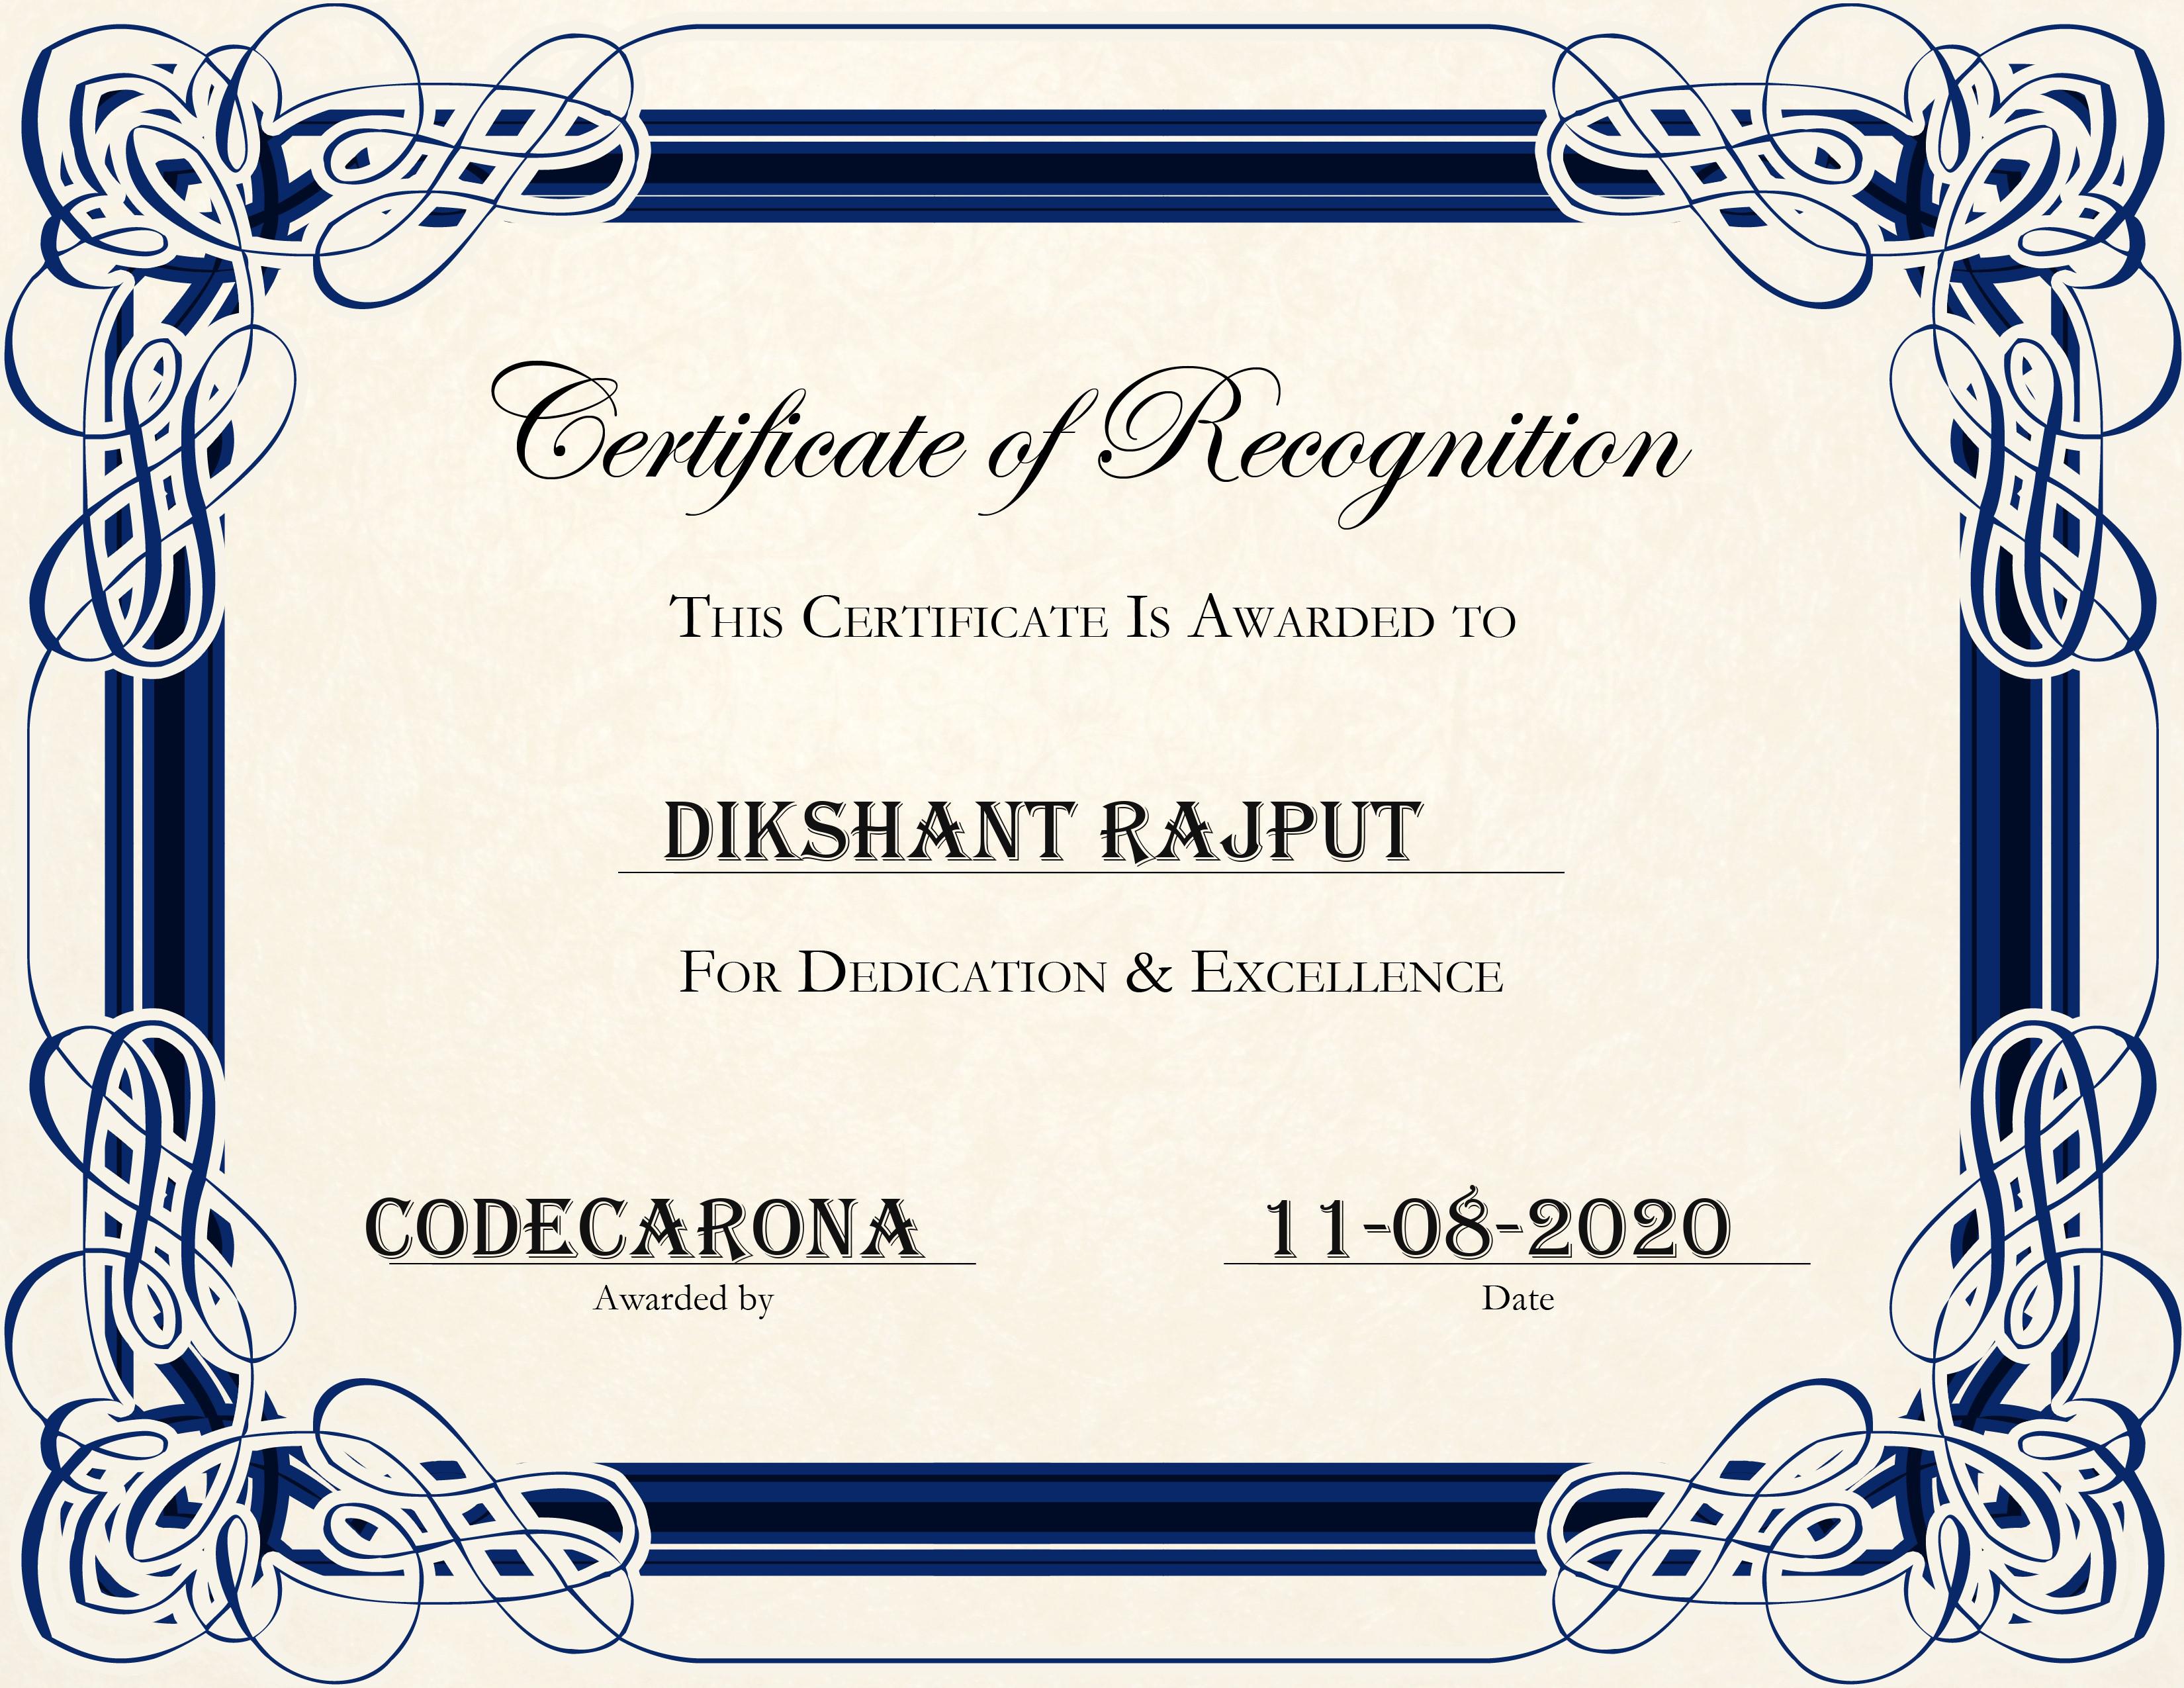 Certificate of Recognition
This Certificate Is Awarded to
DIKSHANT RAJPUT
For Dedication & Excellence
CODECARONA 11-08-2020
Awarded by Date